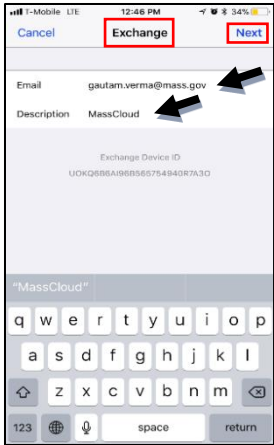 T-Mobile LTE 12:46 PM 34%
Cancel Exchange Next
Email gautam.verma@mass.gov
Description MassCloud
Exchange Device ID
"MassCloud"
q w e r t y u i o p
a s d f g h j k l
z x c v b n m
123 space return